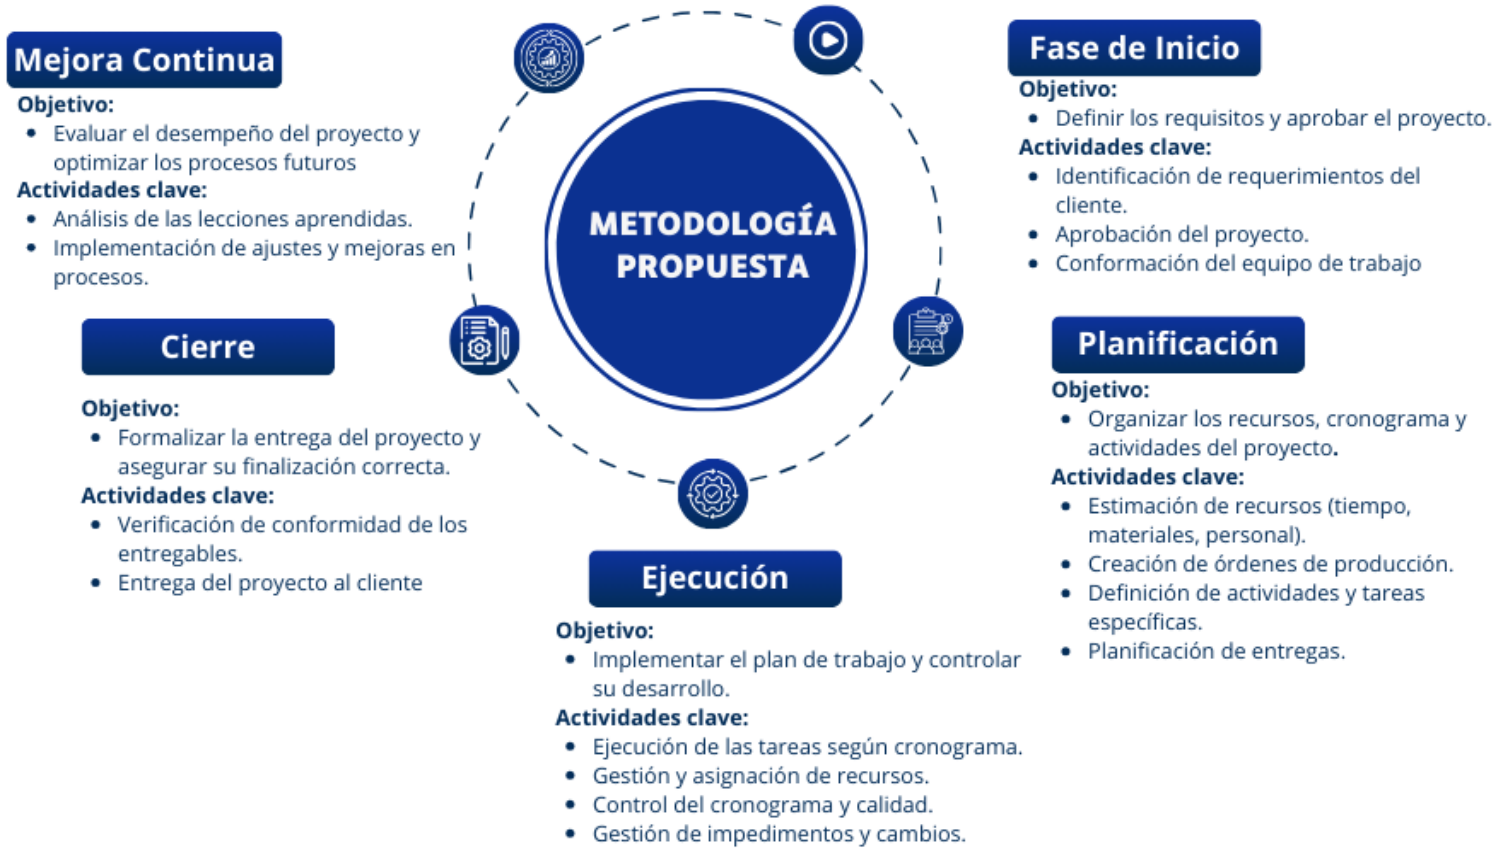 METODOLOGÍA
PROPUESTA
Fase de Inicio
Objetivo:
• Definir los requisitos y aprobar el proyecto.
Actividades clave:
• Identificación de requerimientos del
cliente.
• Aprobación del proyecto.
• Conformación del equipo de trabajo
Planificación
Objetivo:
• Organizar los recursos, cronograma y
actividades del proyecto.
Actividades clave:
• Estimación de recursos (tiempo,
materiales, personal).
• Creación de órdenes de producción.
• Definición de actividades y tareas
específicas.
• Planificación de entregas.
Ejecución
Objetivo:
• Implementar el plan de trabajo y controlar
su desarrollo.
Actividades clave:
• Ejecución de las tareas según cronograma.
• Gestión y asignación de recursos.
• Control del cronograma y calidad.
• Gestión de impedimentos y cambios.
Cierre
Objetivo:
• Formalizar la entrega del proyecto y
asegurar su finalización correcta.
Actividades clave:
• Verificación de conformidad de los
entregables.
• Entrega del proyecto al cliente
Mejora Continua
Objetivo:
• Evaluar el desempeño del proyecto y
optimizar los procesos futuros
Actividades clave:
• Análisis de las lecciones aprendidas.
• Implementación de ajustes y mejoras en
procesos.